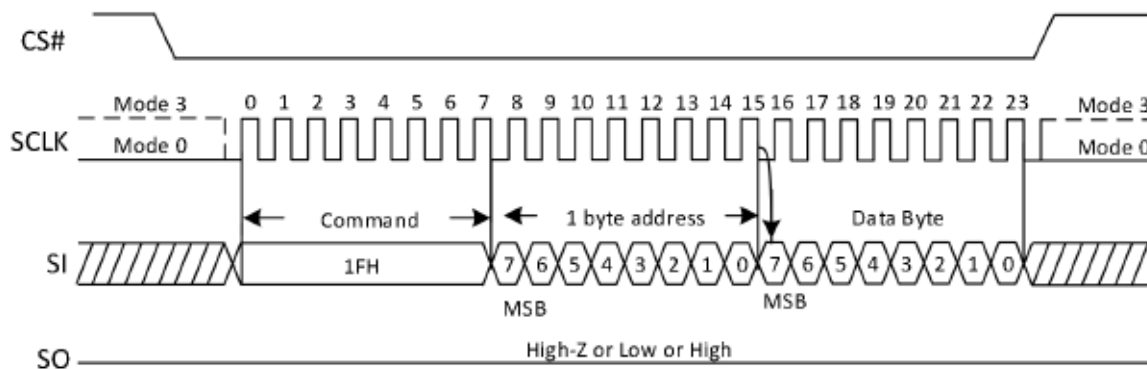 CS#
Mode 3 0 1 2 3 4 5 6 7 8 9 10 11 12 13 14 15 16 17 18 19 20 21 22 23 Mode 3
SCLK Mode 0 Mode 0
Command 1 byte address Data Byte
SI 1FH 7 6 5 4 3 2 1 0 7 6 5 4 3 2 1 0
MSB MSB
High-Z or Low or High
SO